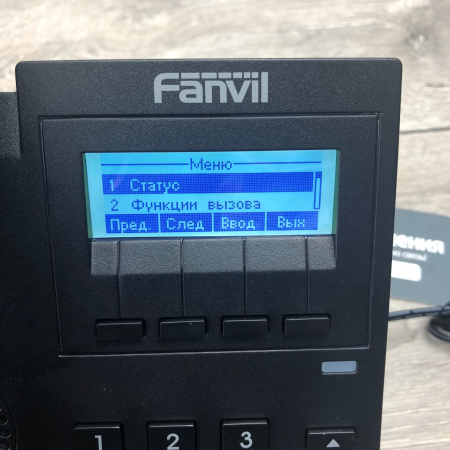 Fanvil
Меню
1 Статус
2 Функции вызова
Пред. След Ввод Вых
1 2 3